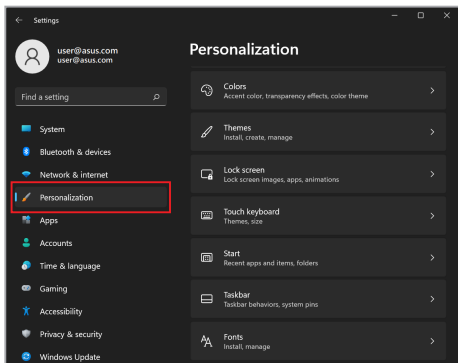 Settings
user@asus.com
user@asus.com
Find a setting
System
Bluetooth & devices
Network & internet
Personalization
Apps
Accounts
Time & language
Gaming
Accessibility
Privacy & security
Windows Update
Personalization
Colors
Accent color, transparency effects, color theme
Themes
Install, create, manage
Lock screen
Lock screen images, apps, animations
Touch keyboard
Themes, size
Start
Recent apps and items, folders
Taskbar
Taskbar behaviors, system pins
Fonts
Install, manage